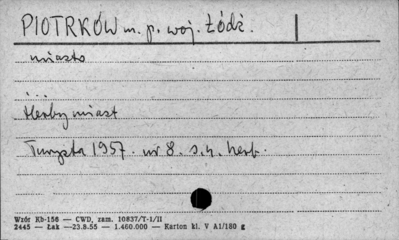 PIOTRKÓW m. p. woj. Łódź.
miasto
...
Herby miast
Turysta 1957. nr 8. s. 4. herb.
Wzór Kb-156 — CWD, zam. 10837/T-1/II
2445 — Łak — 23.8.55 — 1.460.000 — Karton kl. V A1/180 g